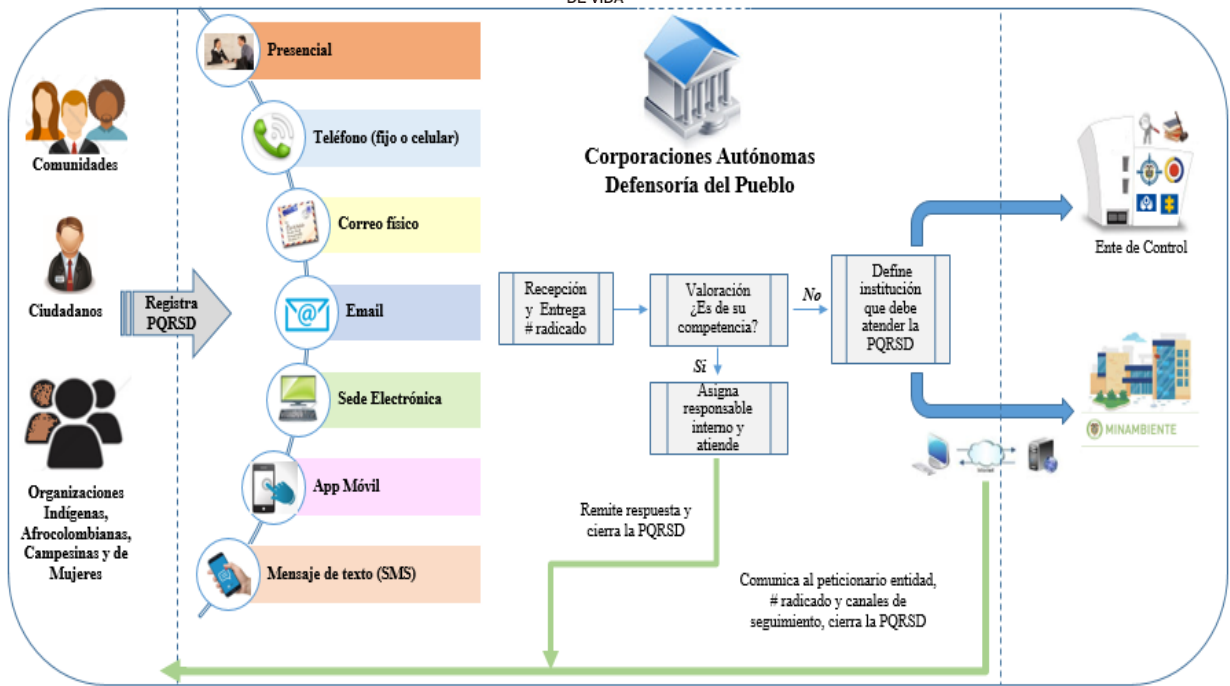 DE VIDA
Comunidades
Ciudadanos
Organizaciones
Indígenas,
Afrocolombianas,
Campesinas y de
Mujeres
Registra
PQRSD
Presencial
Teléfono (fijo o celular)
Correo físico
Email
Sede Electrónica
App Móvil
Mensaje de texto (SMS)
Corporaciones Autónomas
Defensoría del Pueblo
Recepción
y Entrega
# radicado
Valoración
¿Es de su
competencia?
No
Si
Define
institución
que debe
atender la
PQRSD
Asigna
responsable
interno y
atiende
Remite respuesta y
cierra la PQRSD
Comunica al peticionario entidad,
# radicado y canales de
seguimiento, cierra la PQRSD
Ente de Control
MINAMBIENTE
Internet